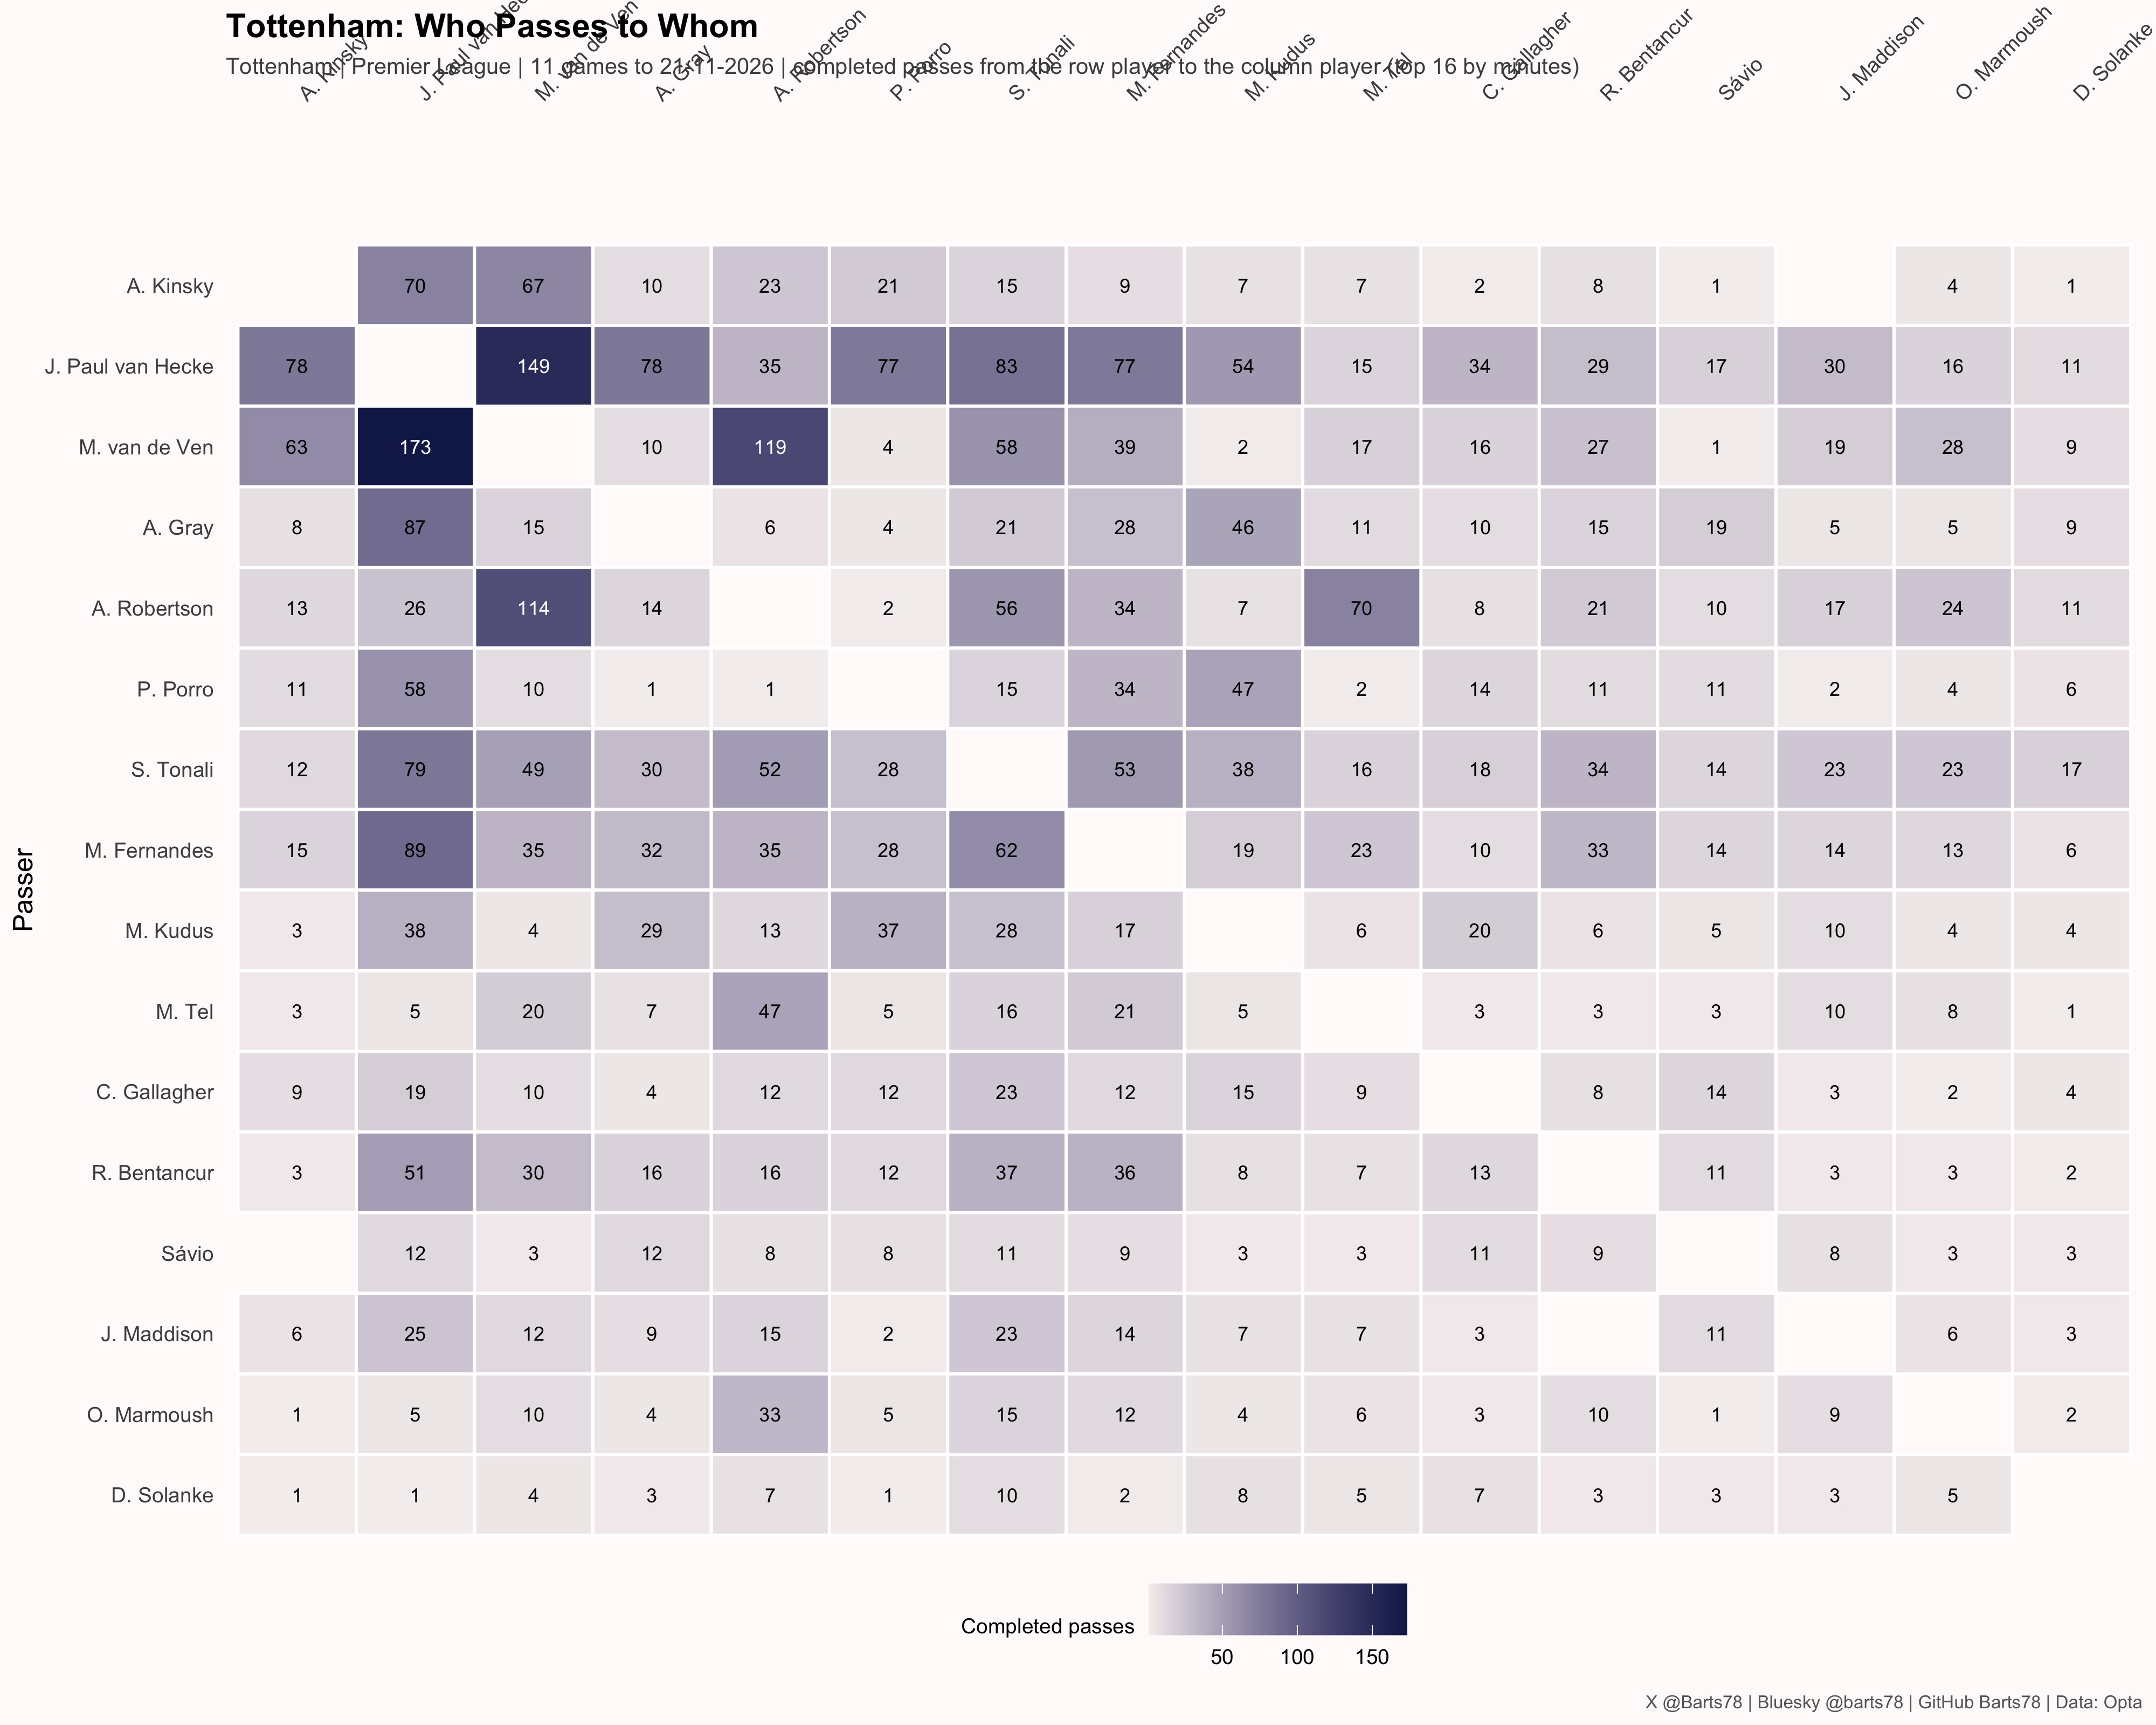 Tottenham: Who Passes to Whom
Tottenham | Premier League | 11 games to 21-11-2026 | completed passes from the row player to the column player (top 16 by minutes)
A. Kinsky J. Paul van Hecke M. van de Ven A. Gray A. Robertson P. Porro S. Tonali M. Fernandes M. Kudus M. Tel C. Gallagher R. Bentancur Sávio J. Maddison O. Marmoush D. Solanke
A. Kinsky 70 67 10 23 21 15 9 7 7 2 8 1 4 1
J. Paul van Hecke 78 149 78 35 77 83 77 54 15 34 29 17 30 16 11
M. van de Ven 63 173 10 119 4 58 39 2 17 16 27 1 19 28 9
A. Gray 8 87 15 6 4 21 28 46 11 10 15 19 5 5 9
A. Robertson 13 26 114 14 2 56 34 7 70 8 21 10 17 24 11
P. Porro 11 58 10 1 1 15 34 47 2 14 11 11 2 4 6
S. Tonali 12 79 49 30 52 28 53 38 16 18 34 14 23 23 17
M. Fernandes 15 89 35 32 35 28 62 19 23 10 33 14 14 13 6
M. Kudus 3 38 4 29 13 37 28 17 6 20 6 5 10 4 4
M. Tel 3 5 20 7 47 5 16 21 5 3 3 3 10 8 1
C. Gallagher 9 19 10 4 12 12 23 12 15 9 8 14 3 2 4
R. Bentancur 3 51 30 16 16 12 37 36 8 7 13 11 3 3 2
Sávio 12 3 12 8 8 11 9 3 3 11 9 8 3 3
J. Maddison 6 25 12 9 15 2 23 14 7 7 3 11 6 3
O. Marmoush 1 5 10 4 33 5 15 12 4 6 3 10 1 9 2
D. Solanke 1 1 4 3 7 1 10 2 8 5 7 3 3 3 5
Passer
Completed passes
50 100 150
X @Barts78 | Bluesky @barts78 | GitHub Barts78 | Data: Opta